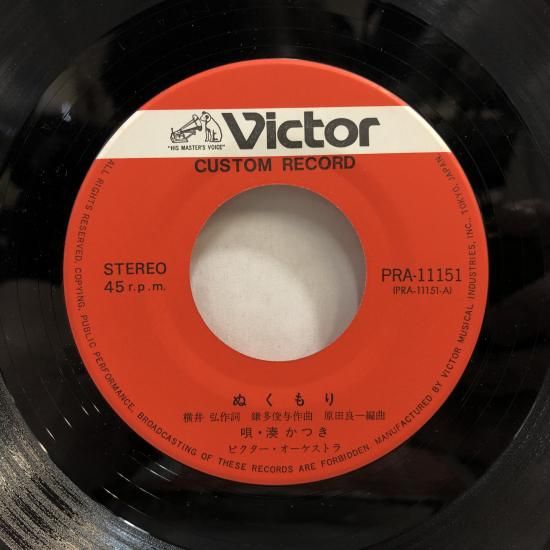 Victor
"HIS MASTER'S VOICE"
CUSTOM RECORD
STEREO
45 r.p.m.
PRA-11151
(PRA-11151-A)
ぬくもり
横井 弘作詞 鎌多俊与作曲 原田良一編曲
唄・湊かつき
ビクター・オーケストラ
ALL RIGHTS RESERVED. COPYING, PUBLIC PERFORMANCE, BROADCASTING OF THESE RECORDS ARE FORBIDDEN. MANUFACTURED BY VICTOR MUSICAL INDUSTRIES, INC., TOKYO, JAPAN.